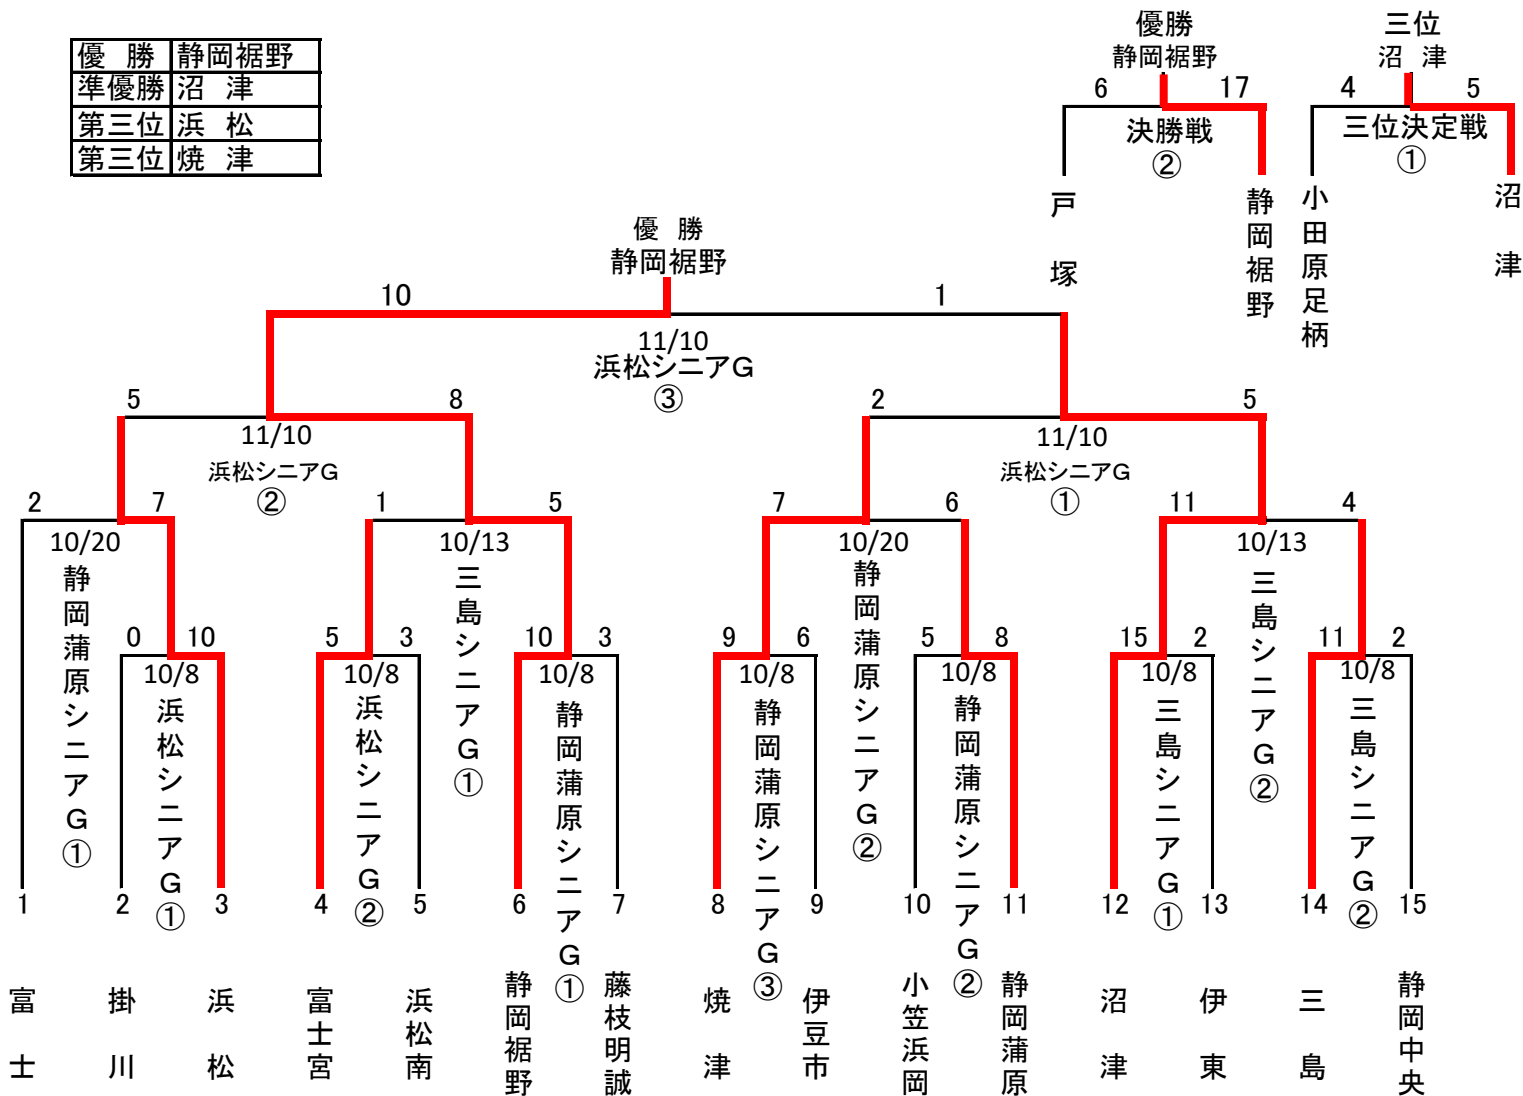 優　勝 静岡裾野
準優勝 沼　津
第三位 浜　松
第三位 焼　津
優勝
静岡裾野
6 17
決勝戦
②
戸塚
静岡裾野
三位
沼　津
4 5
三位決定戦
①
小田原足柄
沼津
優　勝
静岡裾野
10 1
11/10
浜松シニアG
③
5 8
11/10
浜松シニアG
②
2 5
11/10
浜松シニアG
①
2 7
10/20
静岡蒲原シニアG①
1 5
10/13
三島シニアG①
7 6
10/20
静岡蒲原シニアG②
11 4
10/13
三島シニアG②
0 10
10/8
浜松シニアG①
5 3
10/8
浜松シニアG②
10 3
10/8
静岡蒲原シニアG①
9 6
10/8
静岡蒲原シニアG③
5 8
10/8
静岡蒲原シニアG②
15 2
10/8
三島シニアG①
11 2
10/8
三島シニアG②
1 2 3 4 5 6 7 8 9 10 11 12 13 14 15
富士
掛川
浜松
富士宮
浜松南
静岡裾野
藤枝明誠
焼津
伊豆市
小笠浜岡
静岡蒲原
沼津
伊東
三島
静岡中央